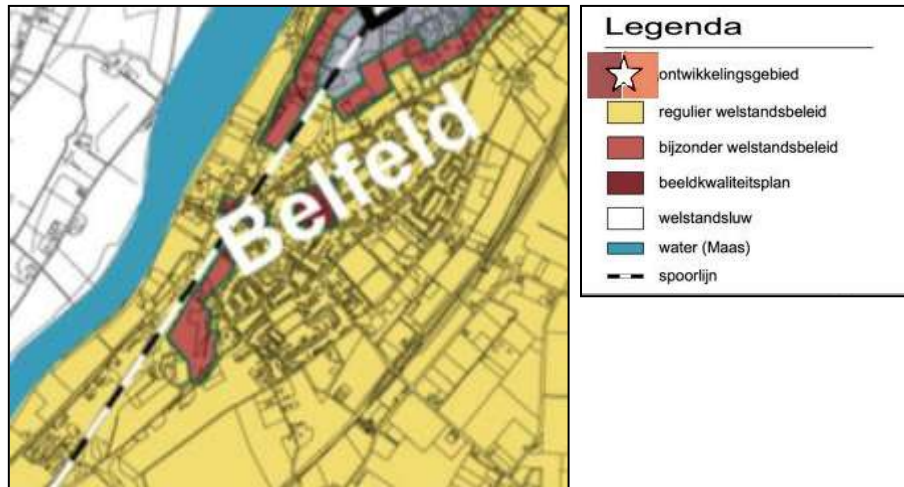 Belfeld
Legenda
ontwikkelingsgebied
regulier welstandsbeleid
bijzonder welstandsbeleid
beeldkwaliteitsplan
welstandsluw
water (Maas)
spoorlijn